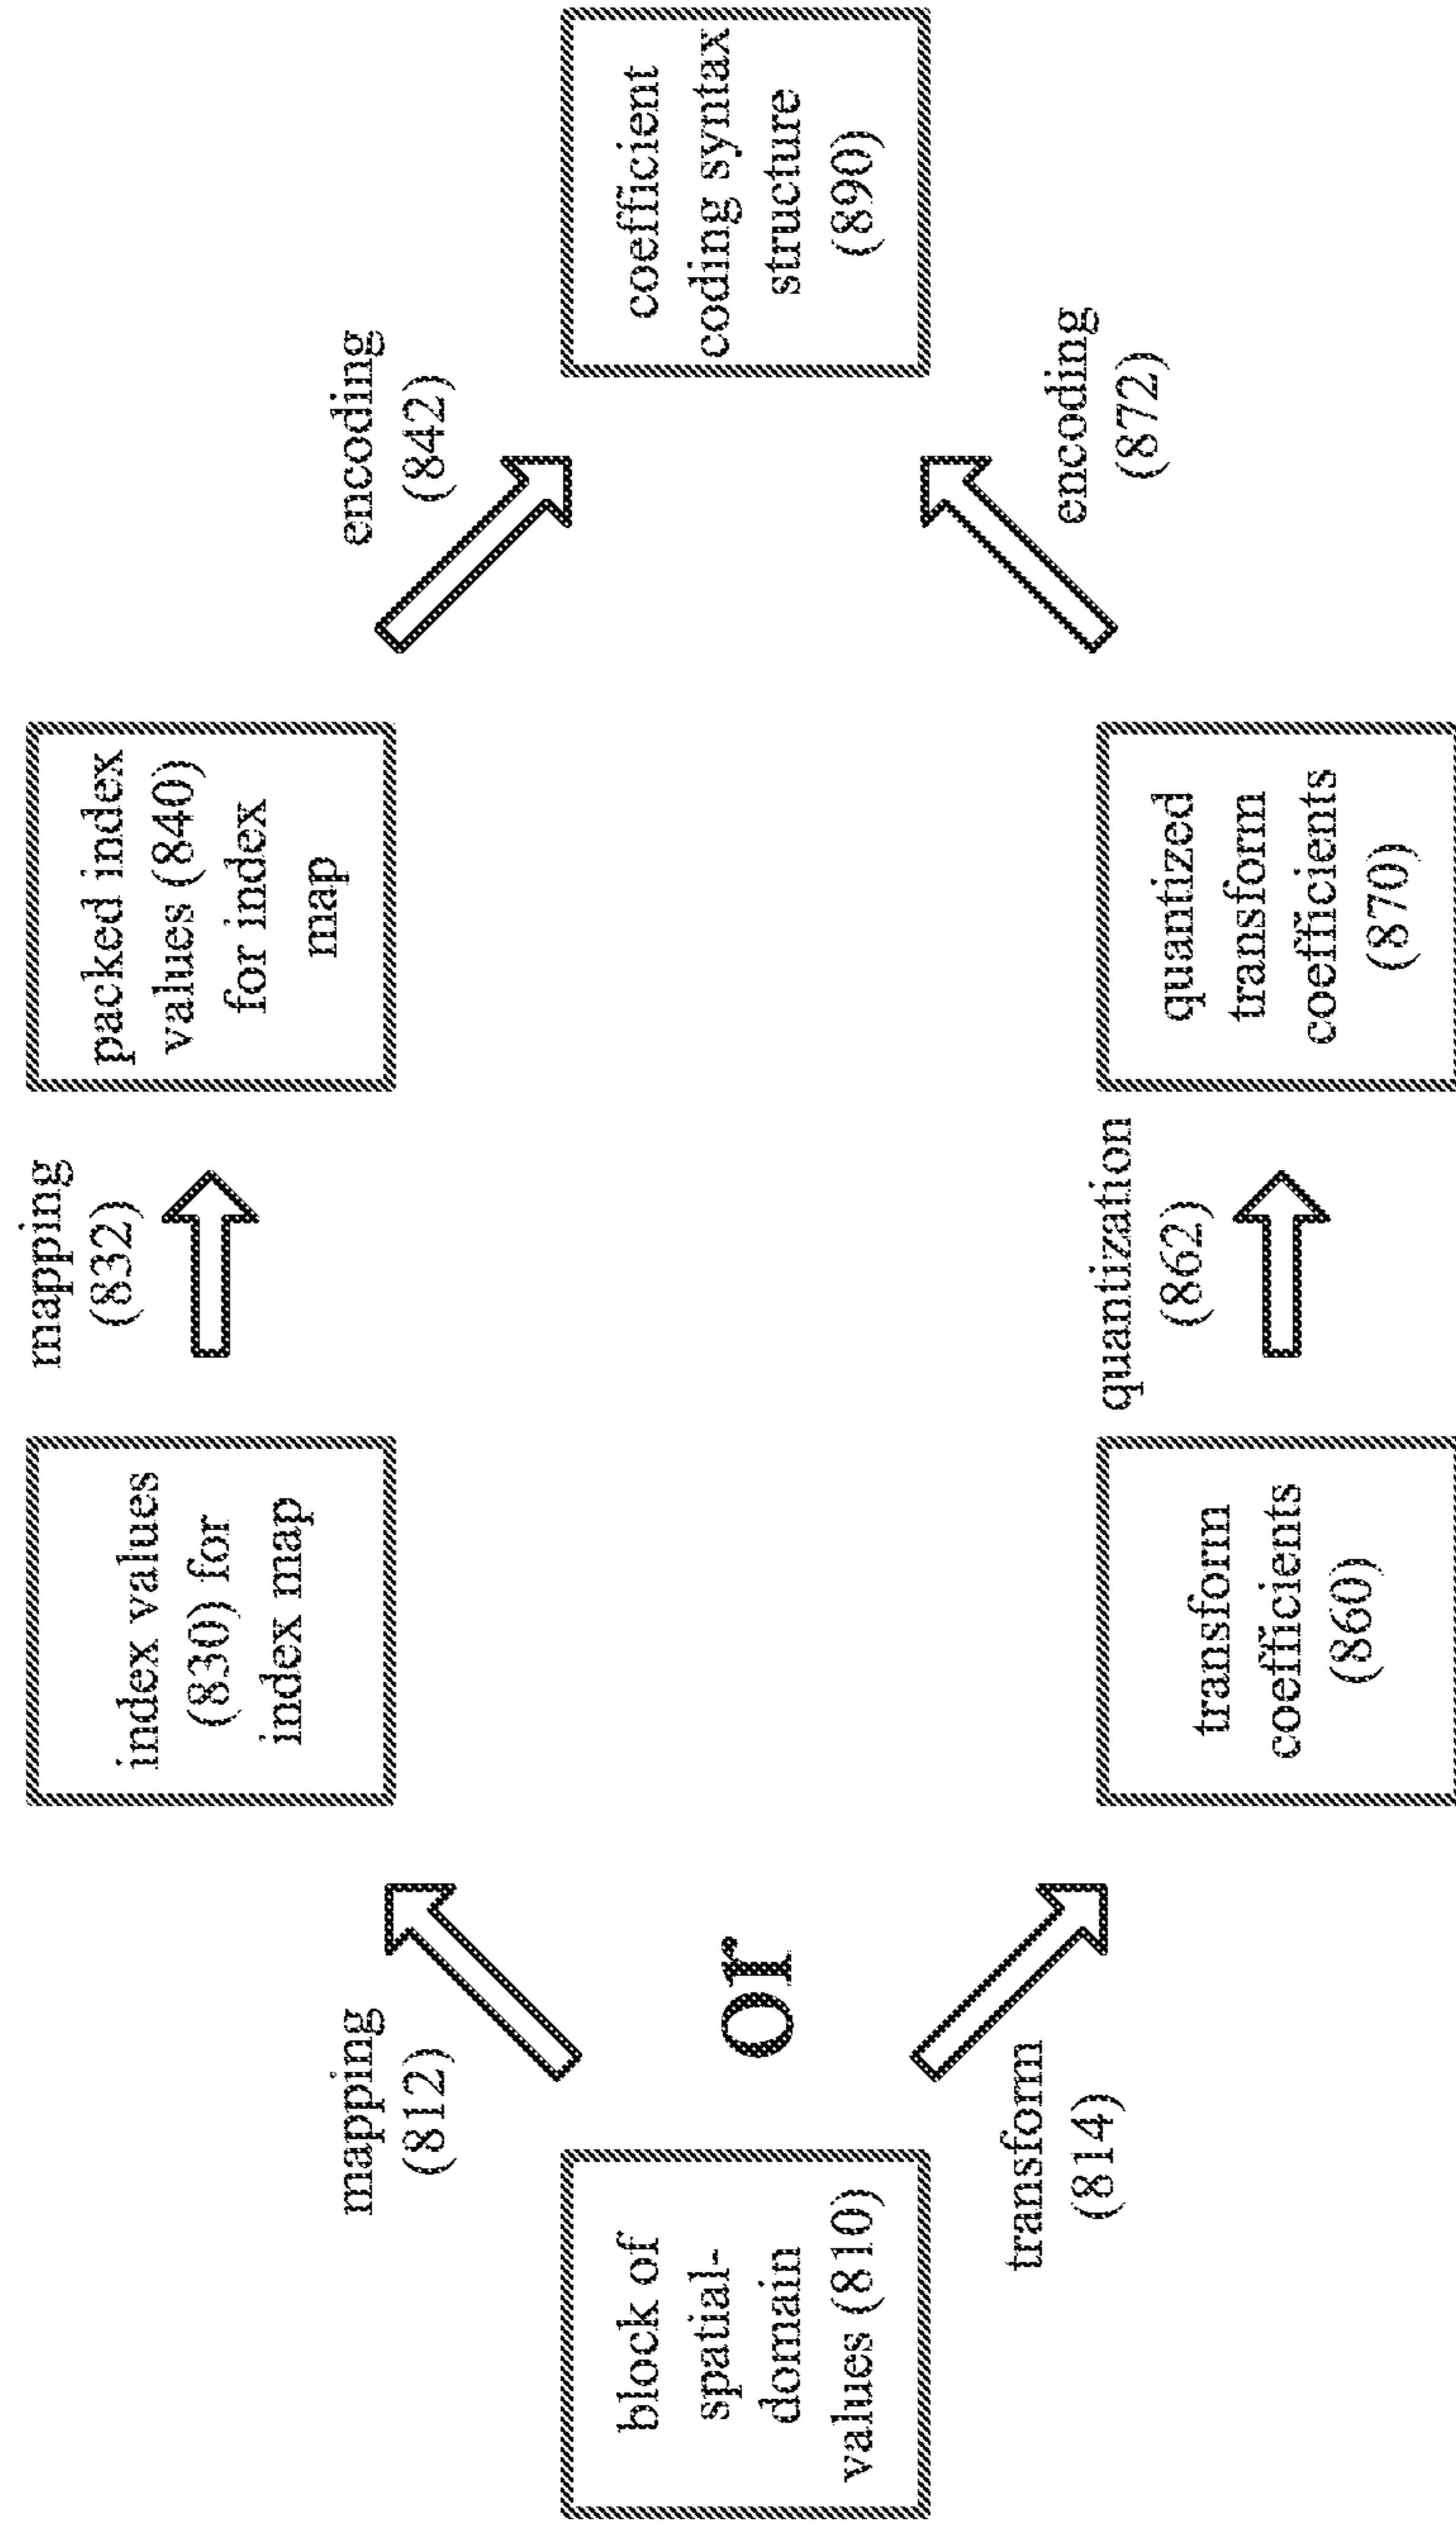 block of
spatial-
domain
values (810)
mapping
(812)
or
transform
(814)
index values
(830) for
index map
mapping
(832)
packed index
values (840)
for index
map
encoding
(842)
transform
coefficients
(860)
quantization
(862)
quantized
transform
coefficients
(870)
encoding
(872)
coefficient
coding syntax
structure
(890)